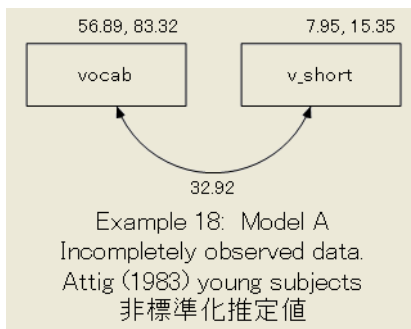 56.89, 83.32 7.95, 15.35
vocab v_short
32.92
Example 18: Model A
Incompletely observed data.
Attig (1983) young subjects
非標準化推定値